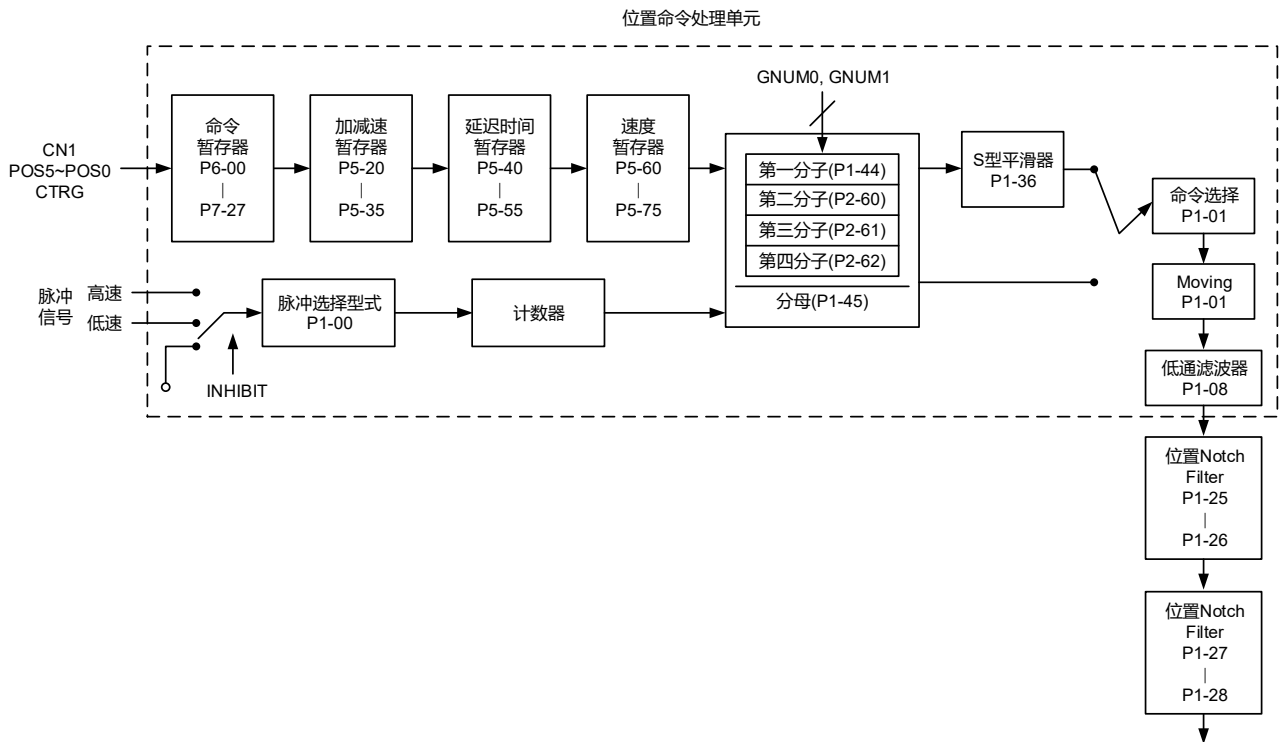 位置命令处理单元
GNUM0, GNUM1
CN1
POS5~POS0
CTRG
命令
暂存器
P6-00
|
P7-27
加减速
暂存器
P5-20
|
P5-35
延迟时间
暂存器
P5-40
|
P5-55
速度
暂存器
P5-60
|
P5-75
第一分子(P1-44)
第二分子(P2-60)
第三分子(P2-61)
第四分子(P2-62)
分母(P1-45)
S型平滑器
P1-36
命令选择
P1-01
Moving
P1-01
低通滤波器
P1-08
脉冲
信号
高速
低速
INHIBIT
脉冲选择型式
P1-00
计数器
位置Notch
Filter
P1-25
|
P1-26
位置Notch
Filter
P1-27
|
P1-28